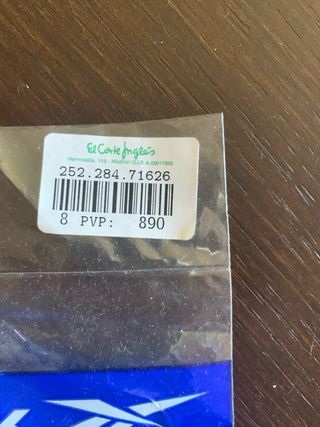 El Corte Inglés
Hermosilla, 112 - Madrid / C.I.F. A-28017895
252.284.71626
8 PVP: 890